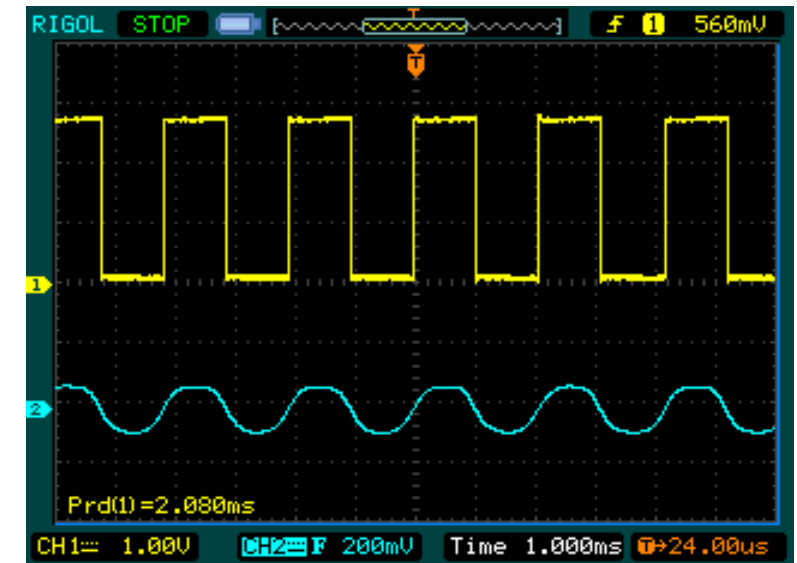 RIGOL STOP T f 1 560mV
T
1
2
Prd(1)=2.080ms
CH1 1.00V CH2 F 200mV Time 1.000ms T→24.00us